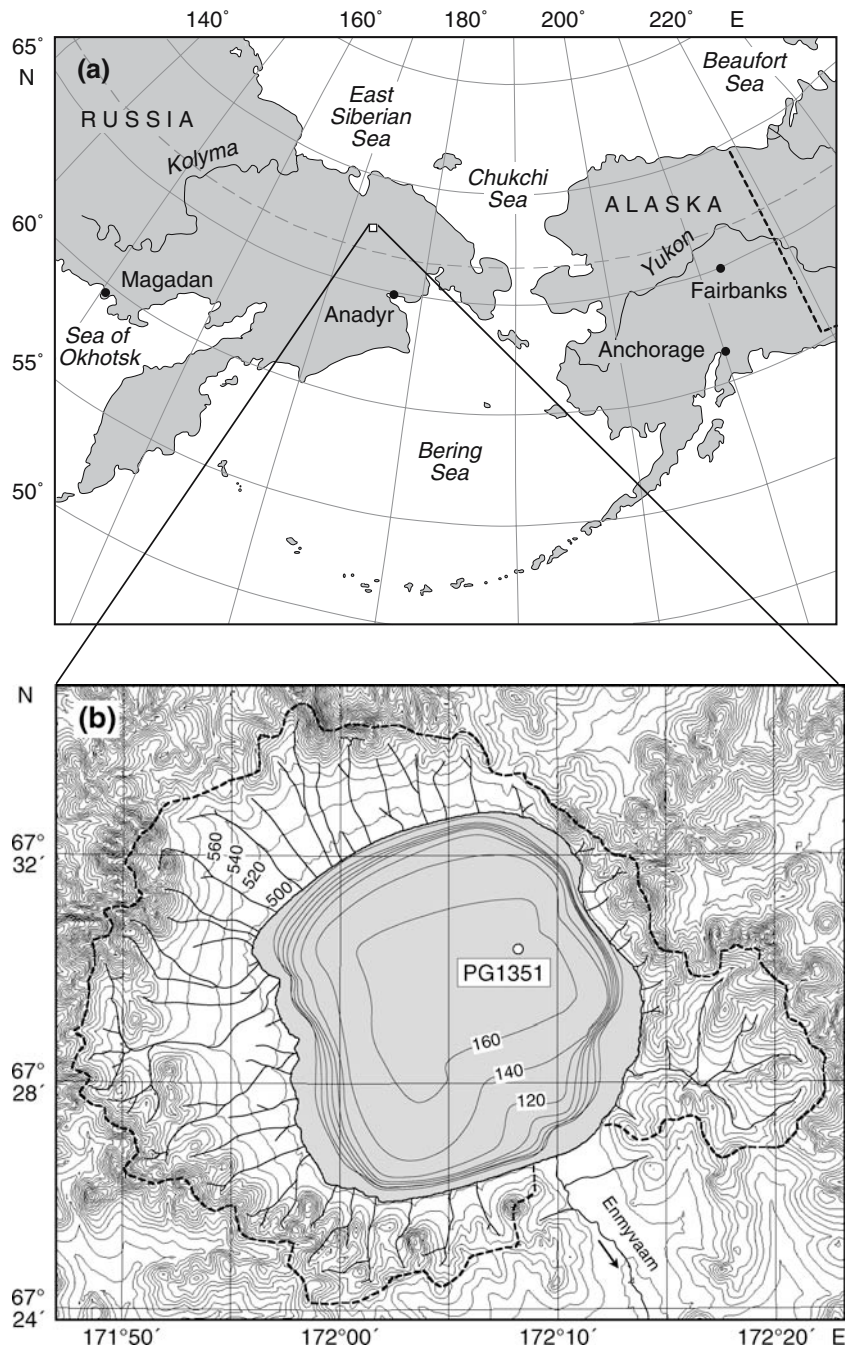 140° 160° 180° 200° 220° E
65°
N
(a)
Beaufort
Sea
East
Siberian
Sea
RUSSIA
Kolyma
Chukchi
Sea
ALASKA
60°
Yukon
Magadan
Anadyr
Fairbanks
Sea of
Okhotsk
Anchorage
55°
Bering
Sea
50°
N
(b)
67°
32´
560
540
520
500
PG1351
160
140
120
67°
28´
Enmyvaam
67°
24´
171°50´ 172°00´ 172°10´ 172°20´ E